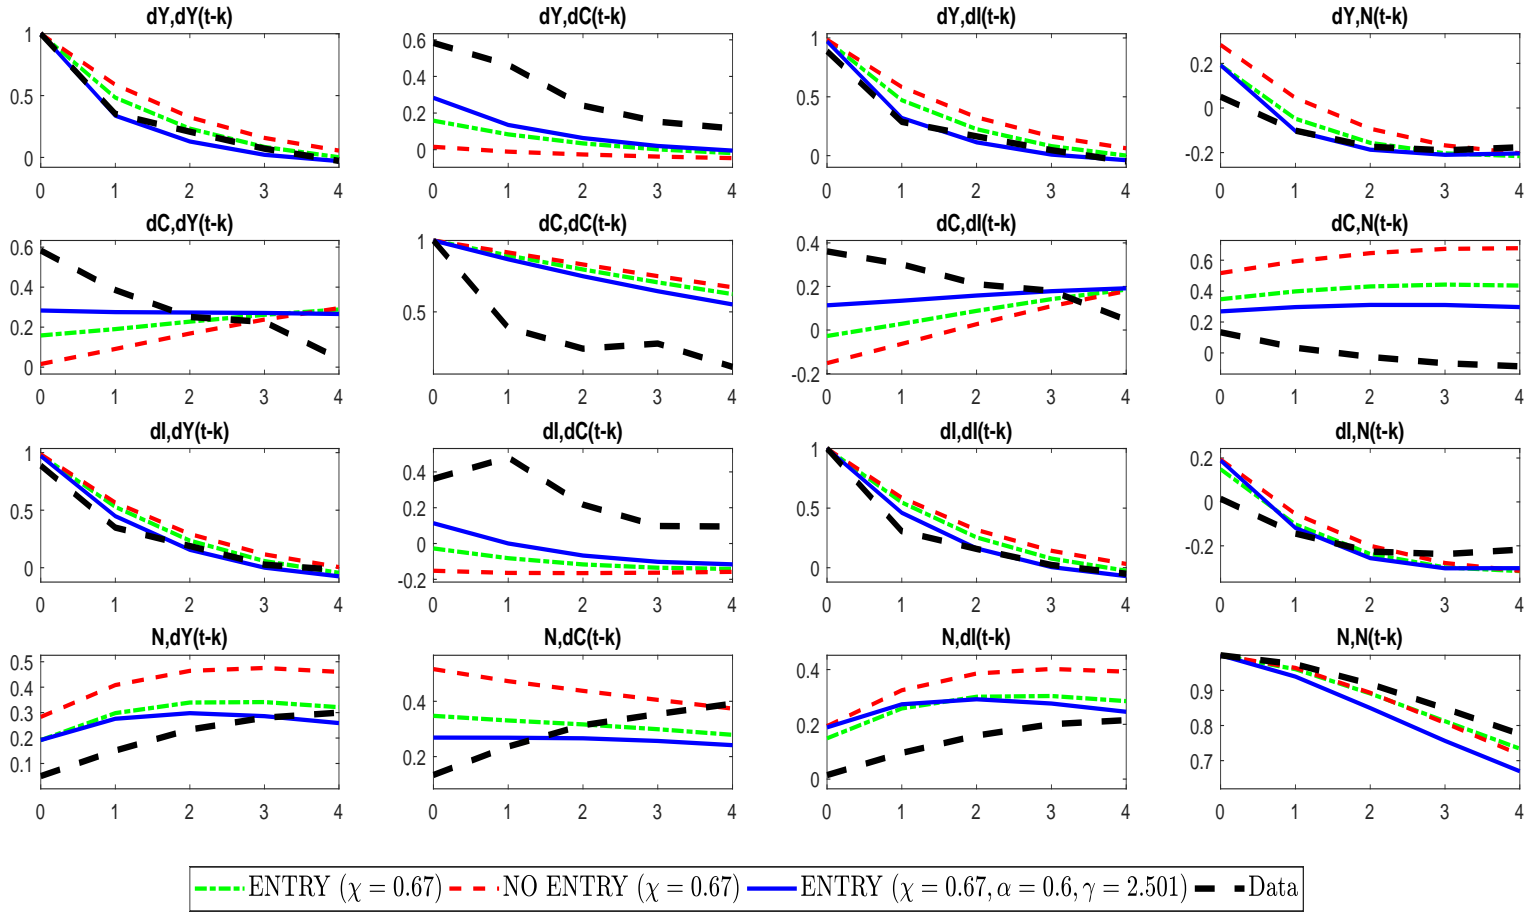 dY,dY(t-k) dY,dC(t-k) dY,dI(t-k) dY,N(t-k)
1 0.5 0
0.6 0.4 0.2 0
1 0.5 0
0.2 0 -0.2
0 1 2 3 4 0 1 2 3 4 0 1 2 3 4 0 1 2 3 4
dC,dY(t-k) dC,dC(t-k) dC,dI(t-k) dC,N(t-k)
0.6 0.4 0.2 0
1 0.5
0.4 0.2 0 -0.2
0.6 0.4 0.2 0
0 1 2 3 4 0 1 2 3 4 0 1 2 3 4 0 1 2 3 4
dI,dY(t-k) dI,dC(t-k) dI,dI(t-k) dI,N(t-k)
1 0.5 0
0.4 0.2 0 -0.2
1 0.5 0
0.2 0 -0.2
0 1 2 3 4 0 1 2 3 4 0 1 2 3 4 0 1 2 3 4
N,dY(t-k) N,dC(t-k) N,dI(t-k) N,N(t-k)
0.5 0.4 0.3 0.2 0.1
0.4 0.2
0.4 0.2 0
0.9 0.8 0.7
0 1 2 3 4 0 1 2 3 4 0 1 2 3 4 0 1 2 3 4
ENTRY (χ = 0.67) NO ENTRY (χ = 0.67) ENTRY (χ = 0.67, α = 0.6, γ = 2.501) Data